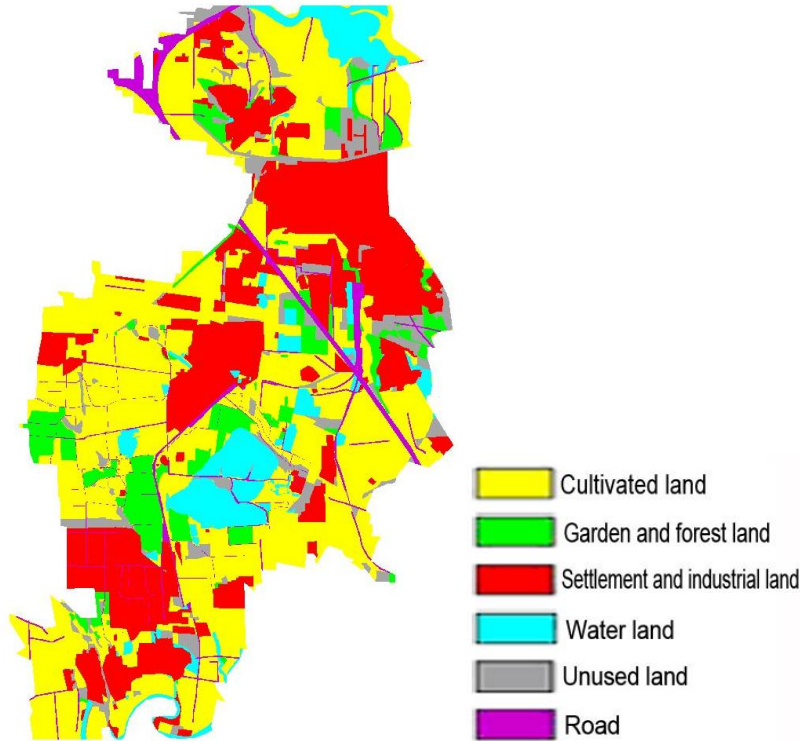 Cultivated land
Garden and forest land
Settlement and industrial land
Water land
Unused land
Road